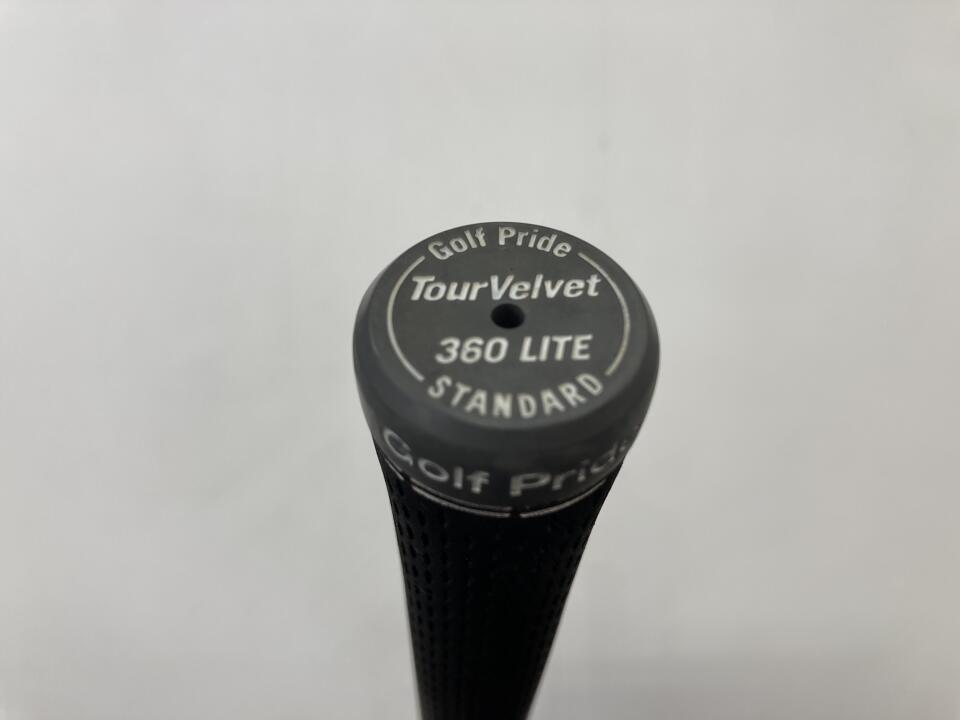 Golf Pride
TourVelvet
360 LITE
STANDARD
Golf Pride